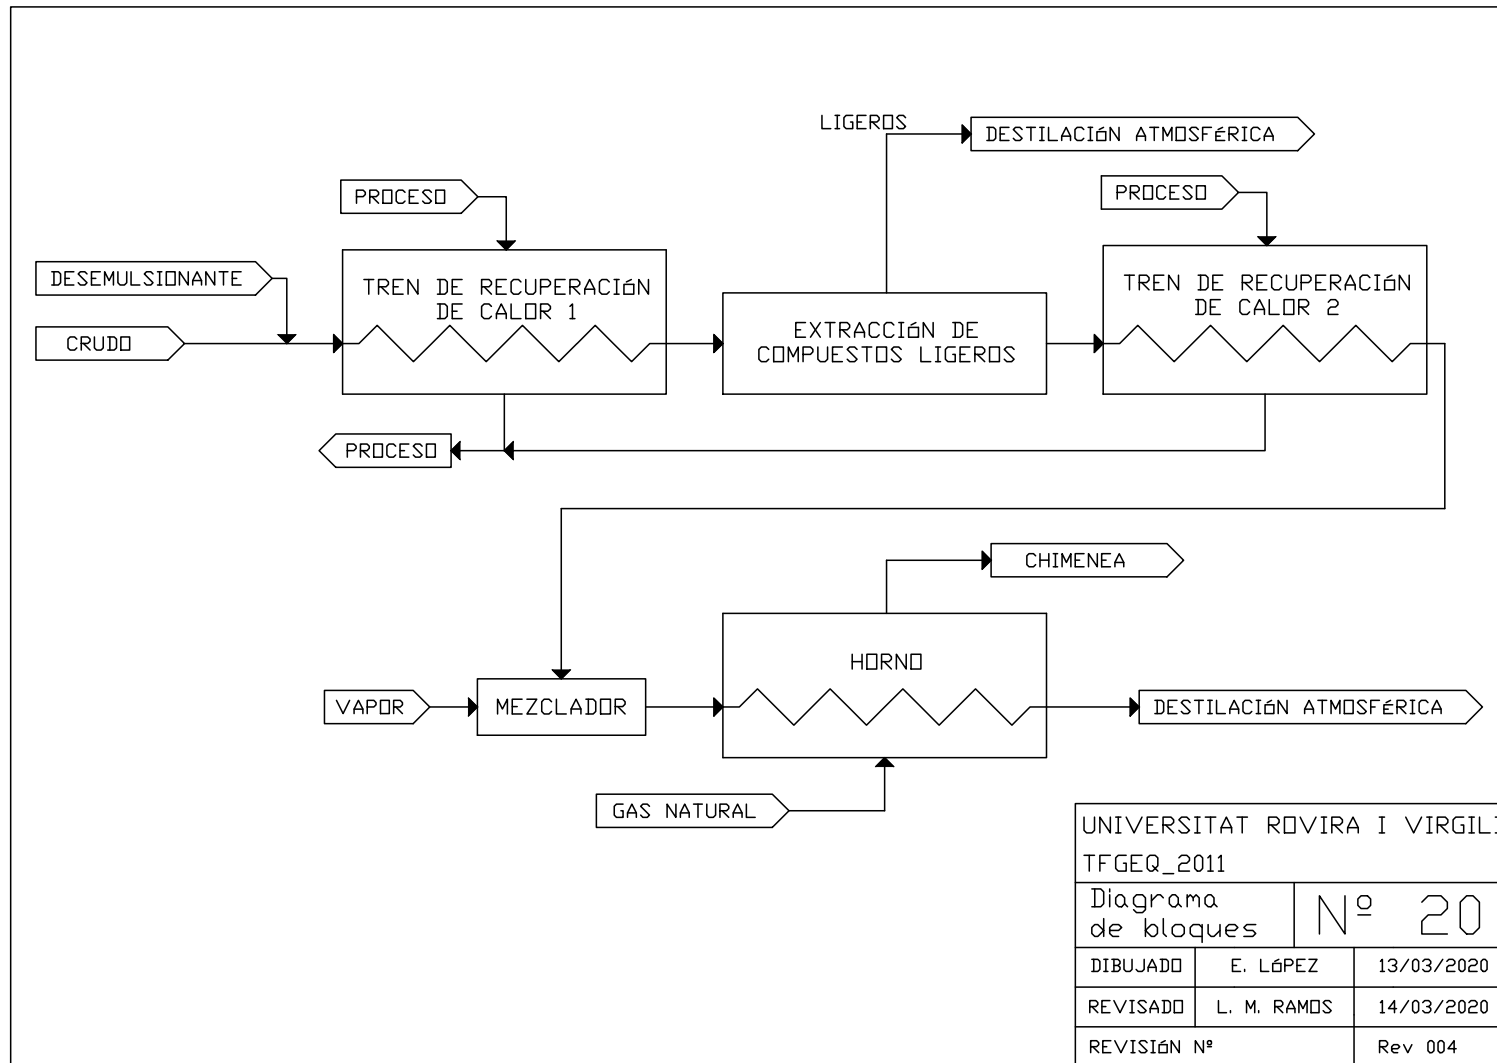 LIGEROS
DESTILACIóN ATMOSFéRICA
PROCESO
PROCESO
DESEMULSIONANTE
TREN DE RECUPERACIóN
DE CALOR 1
TREN DE RECUPERACIóN
DE CALOR 2
CRUDO
EXTRACCIóN DE
COMPUESTOS LIGEROS
PROCESO
CHIMENEA
HORNO
VAPOR
MEZCLADOR
DESTILACIóN ATMOSFéRICA
GAS NATURAL
UNIVERSITAT ROVIRA I VIRGILI
TFGEQ_2011
Diagrama
de bloques
Nº 20
DIBUJADO E. LóPEZ 13/03/2020
REVISADO L. M. RAMOS 14/03/2020
REVISIóN Nº Rev 004